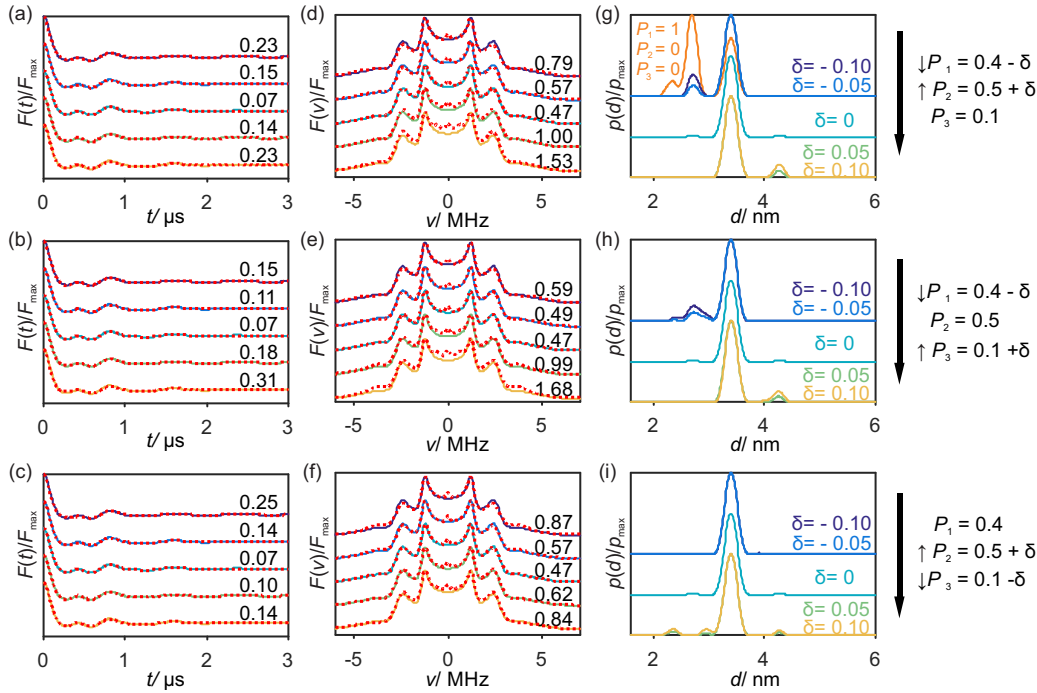 (a)
F(t)/Fmax
0.23
0.15
0.07
0.14
0.23
0 1 2 3
t/ μs
(d)
F(ν)/Fmax
0.79
0.57
0.47
1.00
1.53
-5 0 5
ν/ MHz
(g)
p(d)/pmax
P1 = 1
P2 = 0
P3 = 0
δ= - 0.10
δ= - 0.05
δ= 0
δ= 0.05
δ= 0.10
2 4 6
d/ nm
↓P1 = 0.4 - δ
↑ P2 = 0.5 + δ
P3 = 0.1
(b)
F(t)/Fmax
0.15
0.11
0.07
0.18
0.31
0 1 2 3
t/ μs
(e)
F(ν)/Fmax
0.59
0.49
0.47
0.99
1.68
-5 0 5
ν/ MHz
(h)
p(d)/pmax
δ= - 0.10
δ= - 0.05
δ= 0
δ= 0.05
δ= 0.10
2 4 6
d/ nm
↓P1 = 0.4 - δ
P2 = 0.5
↑ P3 = 0.1 +δ
(c)
F(t)/Fmax
0.25
0.14
0.07
0.10
0.14
0 1 2 3
t/ μs
(f)
F(ν)/Fmax
0.87
0.57
0.47
0.62
0.84
-5 0 5
ν/ MHz
(i)
p(d)/pmax
δ= - 0.10
δ= - 0.05
δ= 0
δ= 0.05
δ= 0.10
2 4 6
d/ nm
P1 = 0.4
↑ P2 = 0.5 + δ
↓P3 = 0.1 -δ